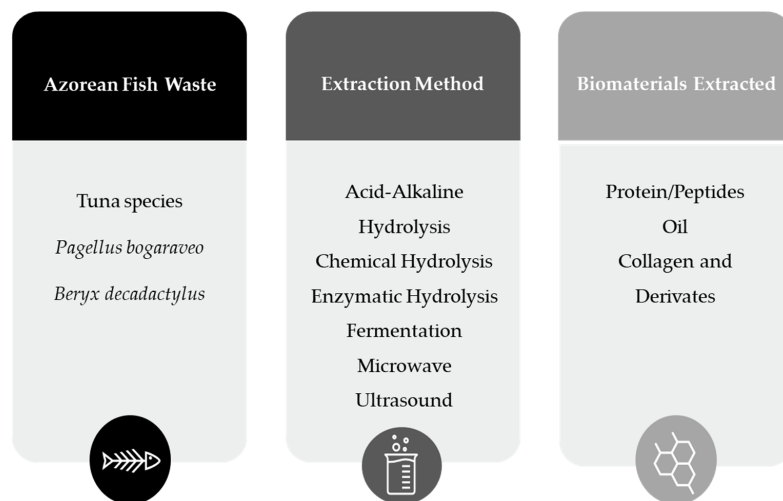 Azorean Fish Waste
Tuna species
Pagellus bogaraveo
Beryx decadactylus
Extraction Method
Acid-Alkaline
Hydrolysis
Chemical Hydrolysis
Enzymatic Hydrolysis
Fermentation
Microwave
Ultrasound
Biomaterials Extracted
Protein/Peptides
Oil
Collagen and
Derivates